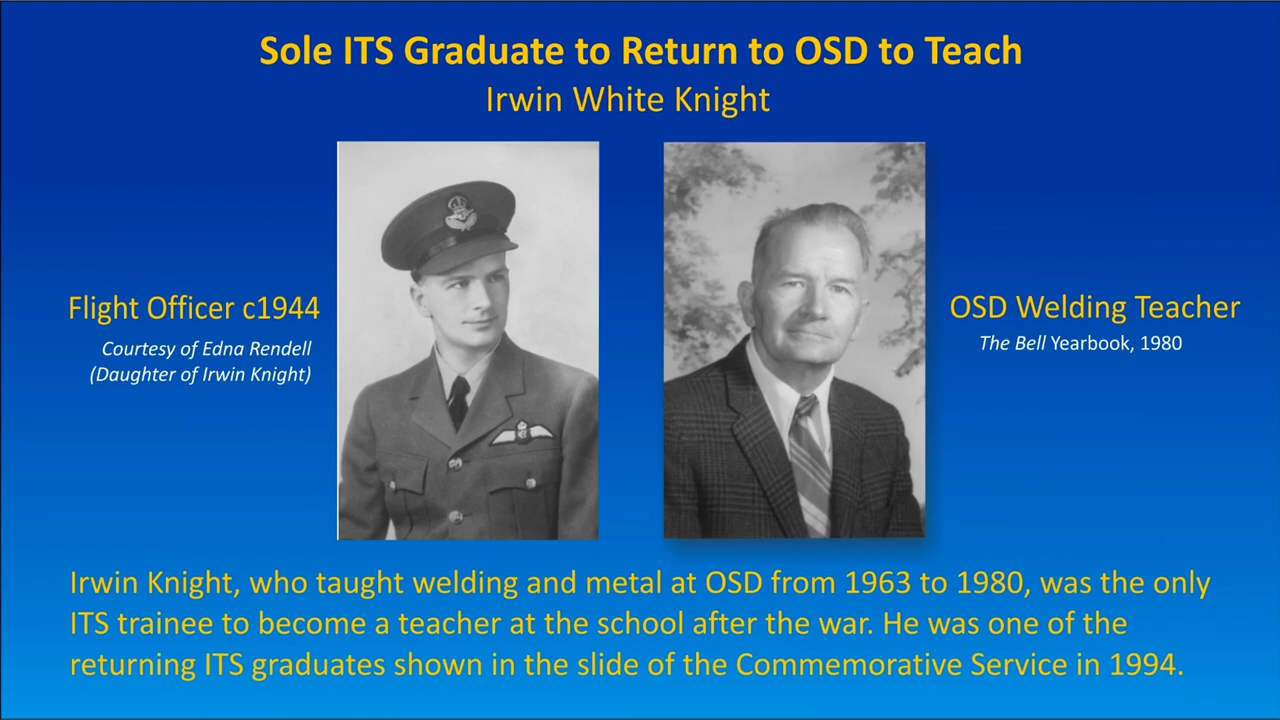 Sole ITS Graduate to Return to OSD to Teach
Irwin White Knight
Flight Officer c1944
Courtesy of Edna Rendell
(Daughter of Irwin Knight)
OSD Welding Teacher
The Bell Yearbook, 1980
Irwin Knight, who taught welding and metal at OSD from 1963 to 1980, was the only
ITS trainee to become a teacher at the school after the war. He was one of the
returning ITS graduates shown in the slide of the Commemorative Service in 1994.